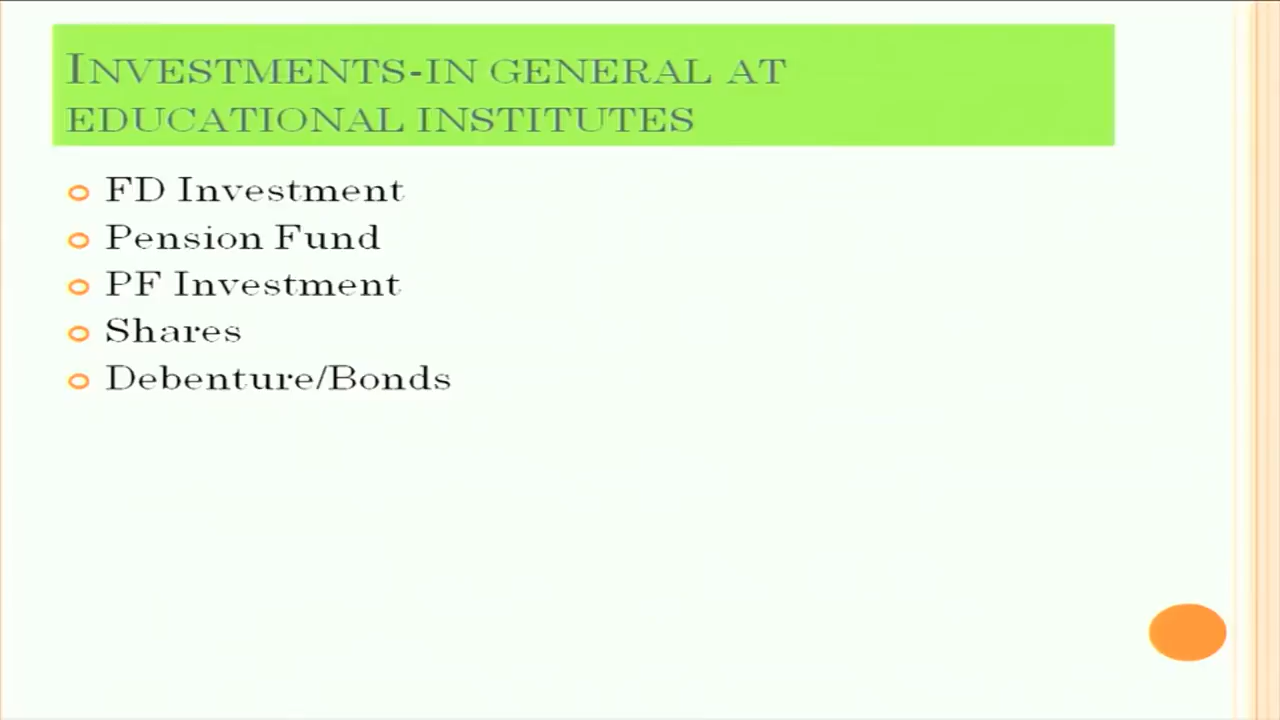 INVESTMENTS-IN GENERAL AT
EDUCATIONAL INSTITUTES
FD Investment
Pension Fund
PF Investment
Shares
Debenture/Bonds